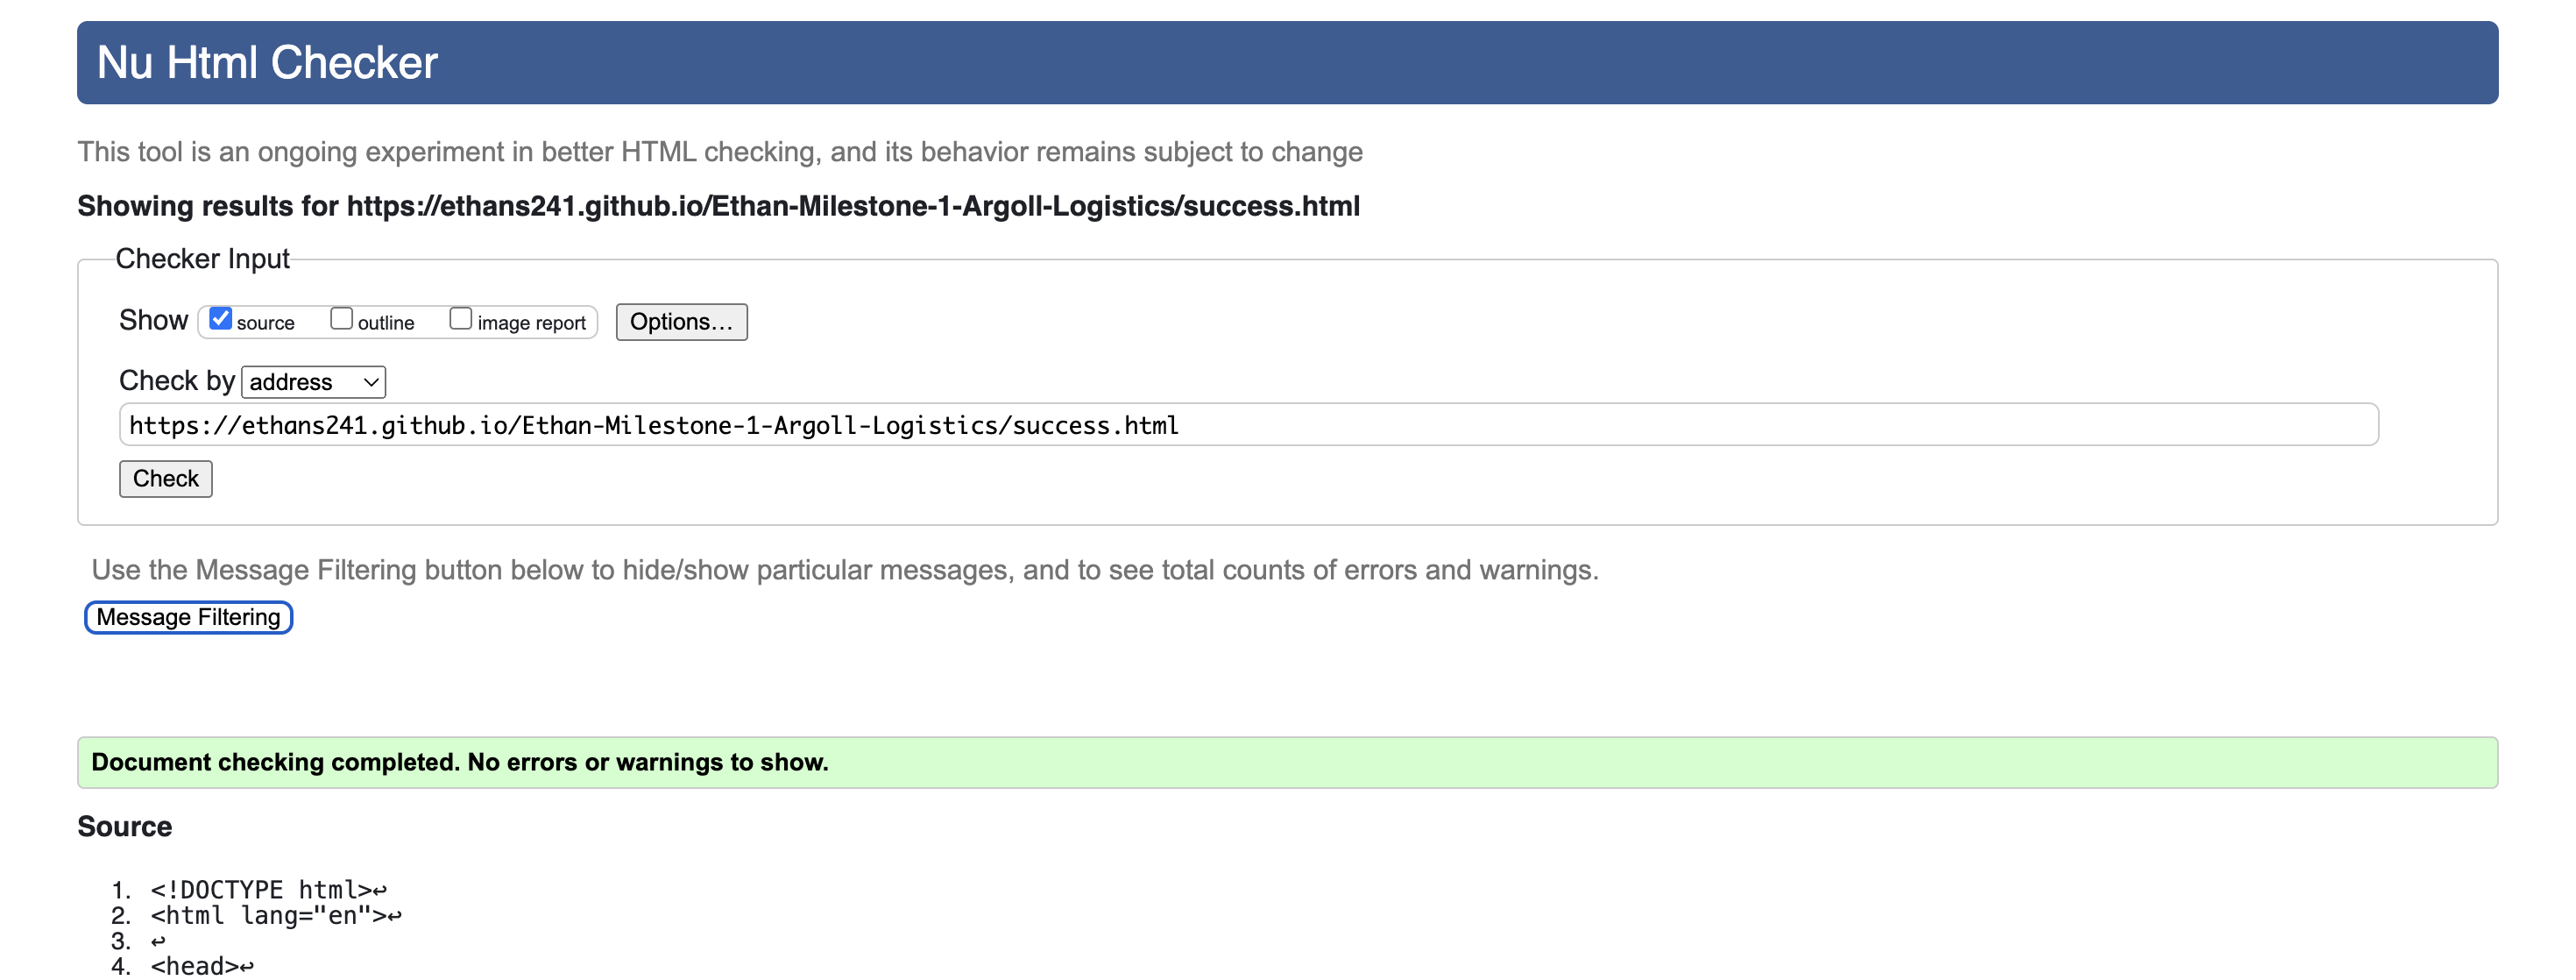 Nu Html Checker
This tool is an ongoing experiment in better HTML checking, and its behavior remains subject to change
Showing results for https://ethans241.github.io/Ethan-Milestone-1-Argoll-Logistics/success.html
Checker Input
Show source outline image report Options...
Check by address
https://ethans241.github.io/Ethan-Milestone-1-Argoll-Logistics/success.html
Check
Use the Message Filtering button below to hide/show particular messages, and to see total counts of errors and warnings.
Message Filtering
Document checking completed. No errors or warnings to show.
Source
1. <!DOCTYPE html>↩
2. <html lang="en">↩
3. ↩
4. <head>↩